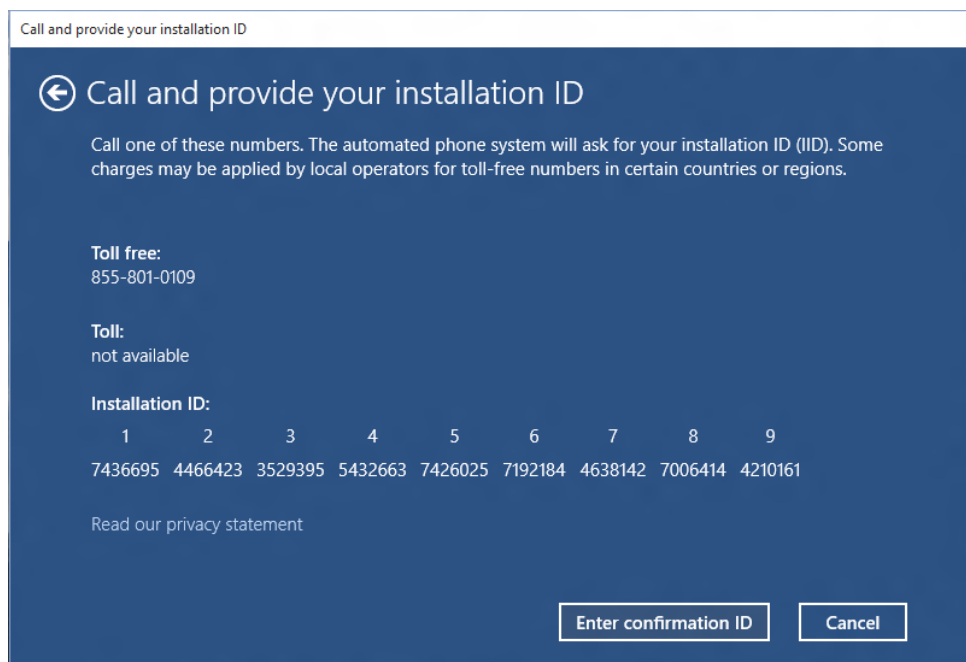 Call and provide your installation ID
Call and provide your installation ID
Call one of these numbers. The automated phone system will ask for your installation ID (IID). Some
charges may be applied by local operators for toll-free numbers in certain countries or regions.
Toll free:
855-801-0109
Toll:
not available
Installation ID:
1 2 3 4 5 6 7 8 9
7436695 4466423 3529395 5432663 7426025 7192184 4638142 7006414 4210161
Read our privacy statement
Enter confirmation ID Cancel